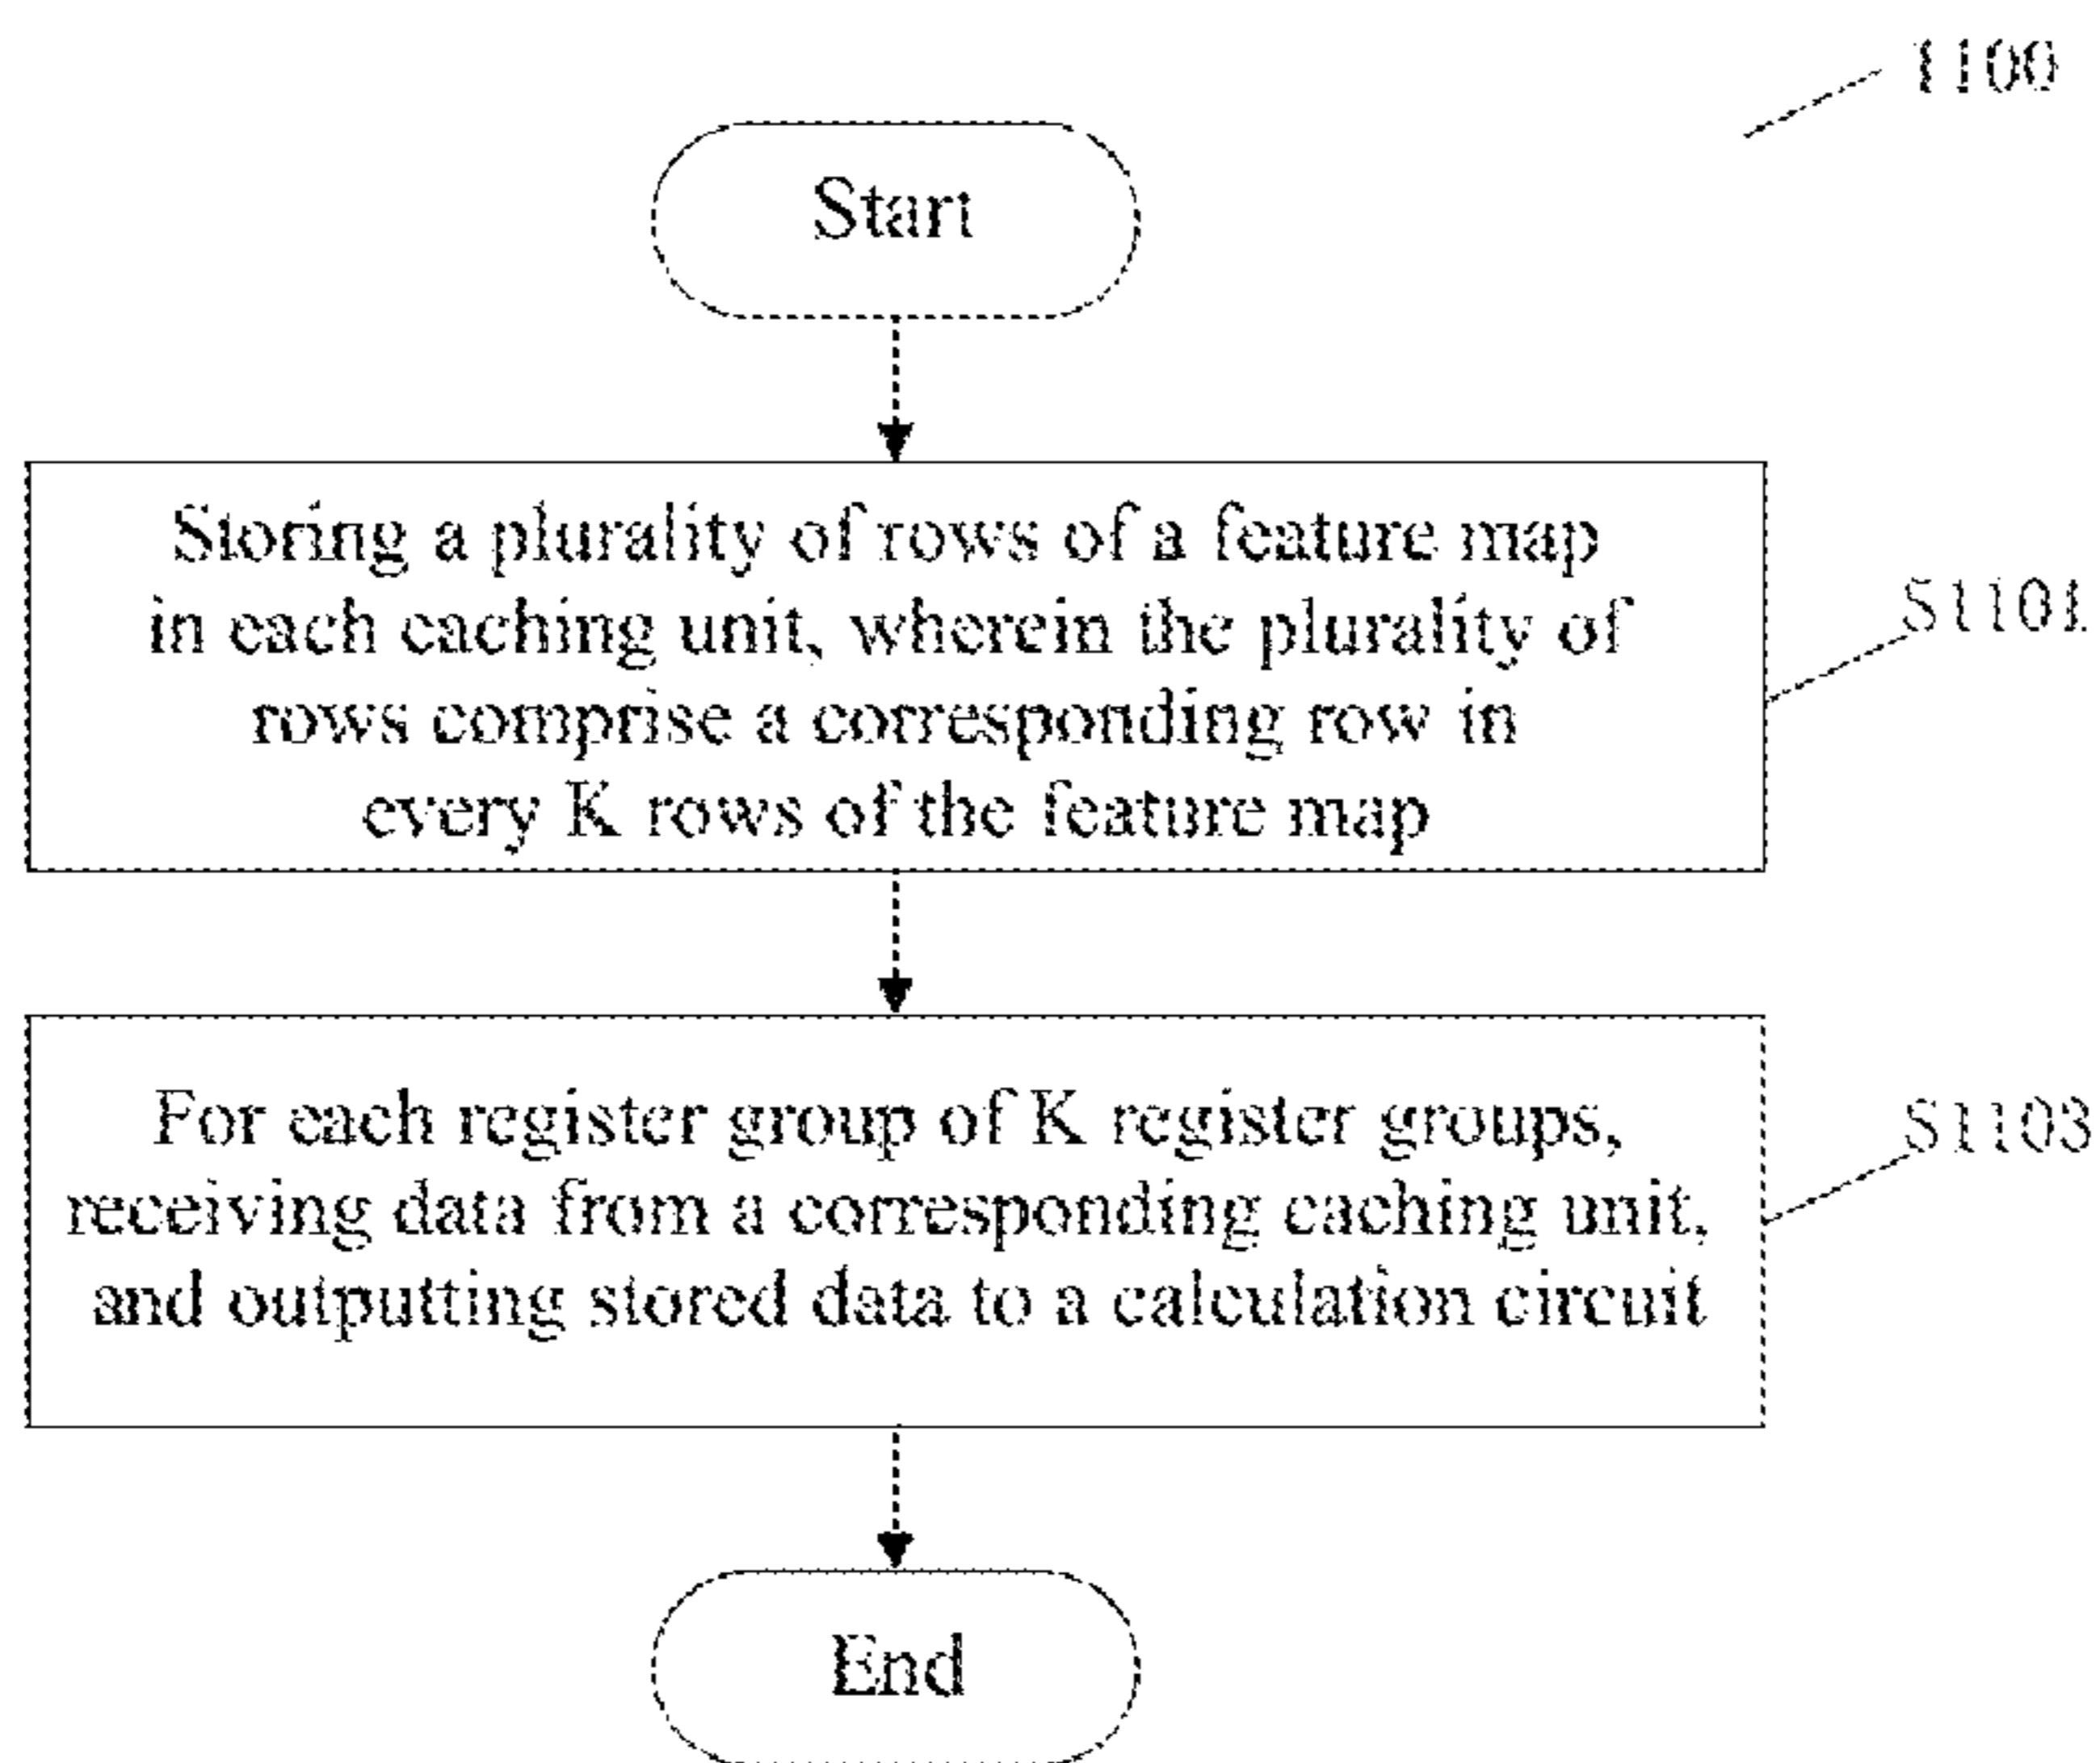 1100
Start
Storing a plurality of rows of a feature map
in each caching unit, wherein the plurality of
rows comprise a corresponding row in
every K rows of the feature map
S1101
For each register group of K register groups,
receiving data from a corresponding caching unit,
and outputting stored data to a calculation circuit
S1103
End